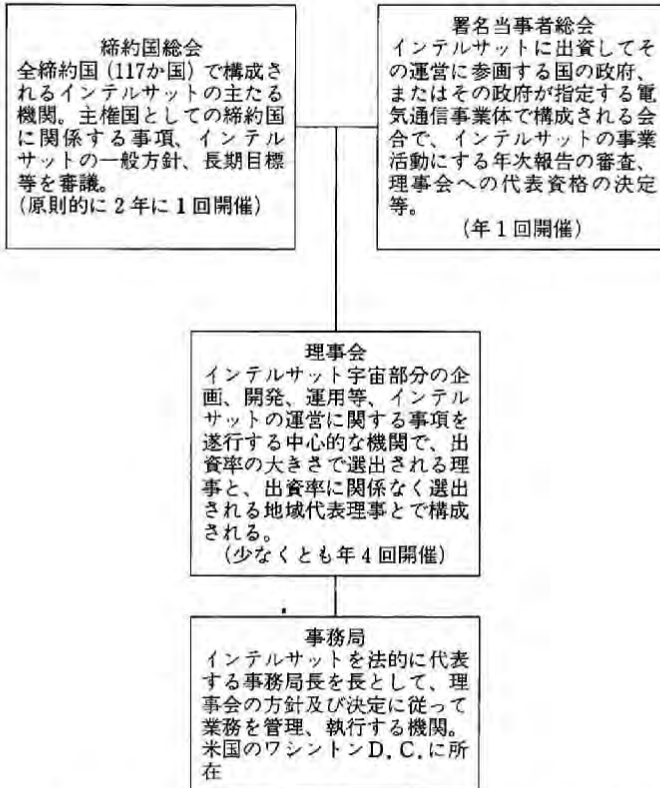 締約国総会
全締約国(117か国)で構成さ
れるインテルサットの主たる
機関。主権国としての締約国
に関係する事項、インテル
サットの一般方針、長期目標
等を審議。
(原則的に2年に1回開催)
署名当事者総会
インテルサットに出資してそ
の運営に参画する国の政府、
またはその政府が指定する電
気通信事業体で構成される会
合で、インテルサットの事業
活動にする年次報告の審査、
理事会への代表資格の決定
等。
(年1回開催)
理事会
インテルサット宇宙部分の企
画、開発、運用等、インテル
サットの運営に関する事項を
遂行する中心的な機関で、出
資率の大きさで選出される理
事と、出資率に関係なく選出
される地域代表理事とで構成
される。
(少なくとも年4回開催)
事務局
インテルサットを法的に代表
する事務局長を長として、理
事会の方針及び決定に従って
業務を管理、執行する機関。
米国のワシントンD.C.に所
在